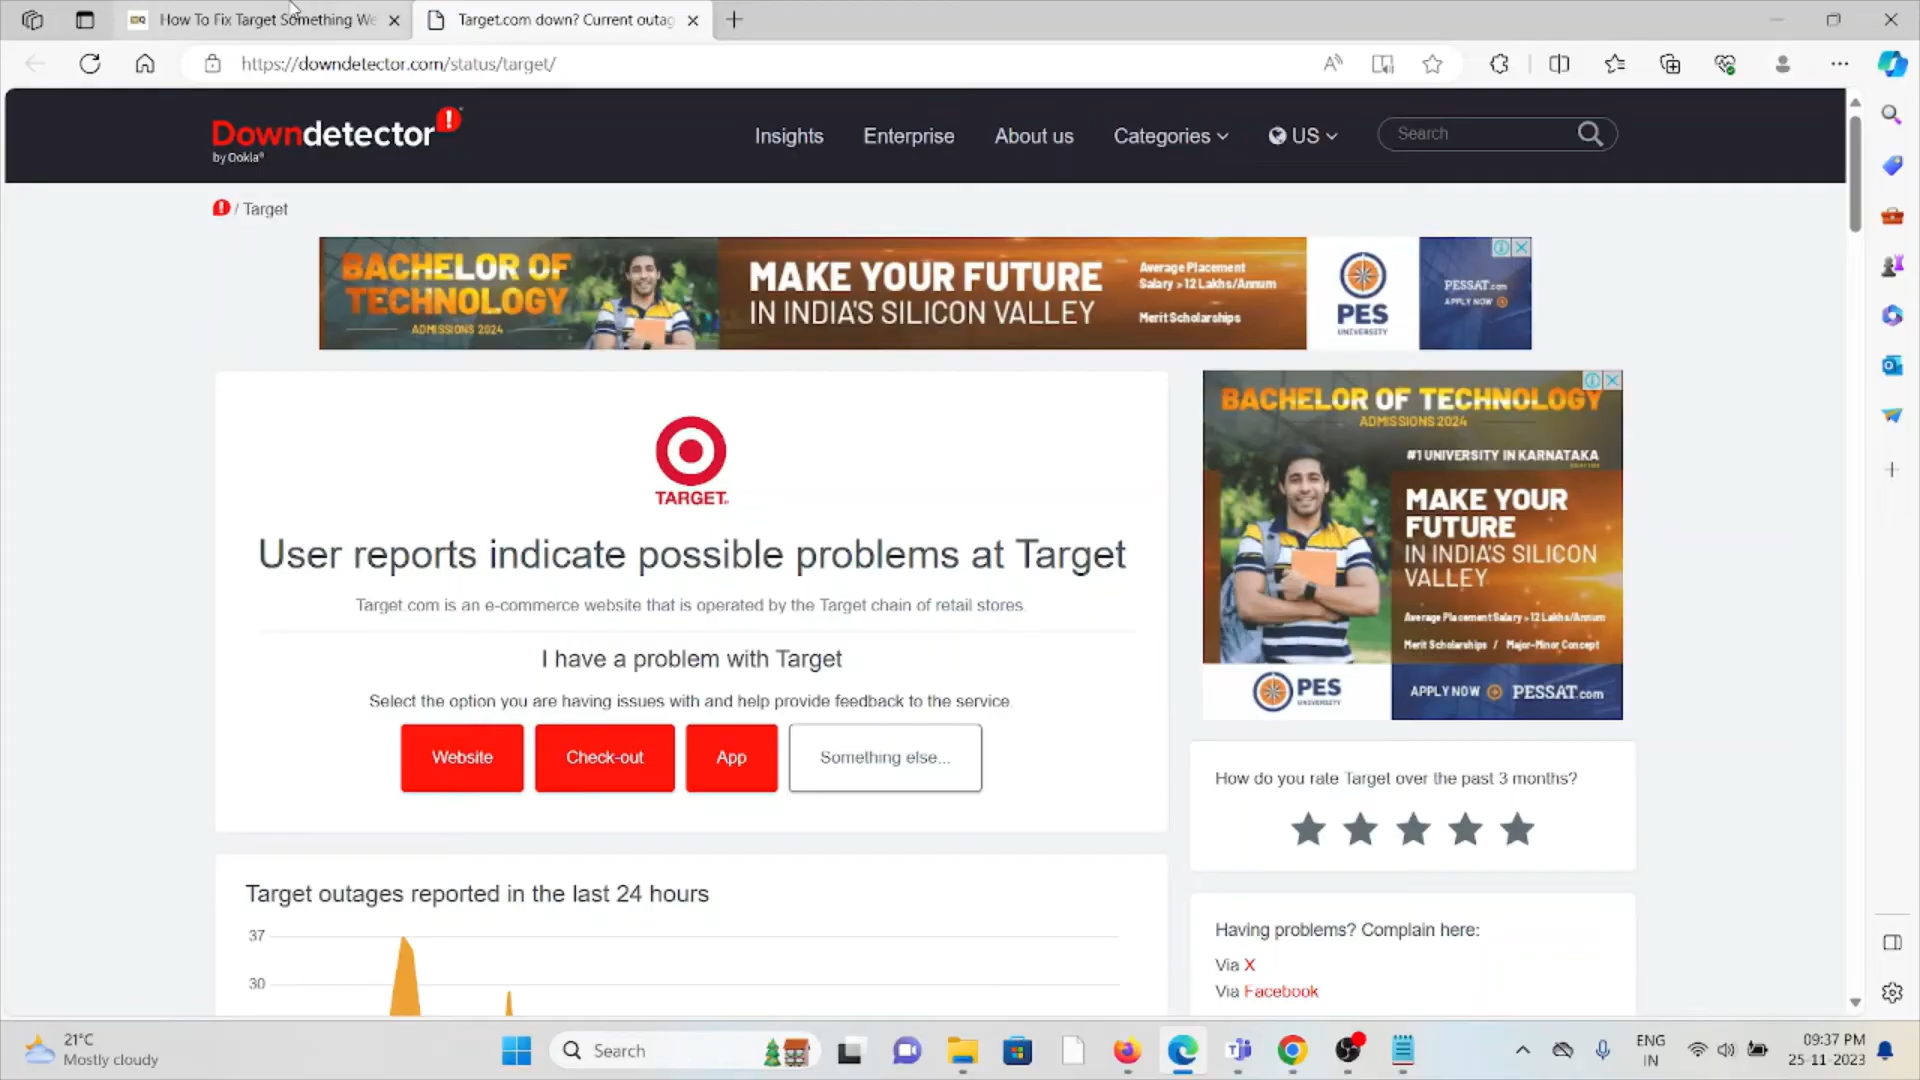 How To Fix Target Something We
Target.com down? Current outag
https://downdetector.com/status/target/
Downdetector
by Ookla®
Insights
Enterprise
About us
Categories
US
Search
/ Target
BACHELOR OF
TECHNOLOGY
ADMISSIONS 2024
MAKE YOUR FUTURE
IN INDIA'S SILICON VALLEY
Average Placement
Salary > 12 Lakhs/Annum
Merit Scholarships
PES
UNIVERSITY
PESSAT.com
APPLY NOW
TARGET.
User reports indicate possible problems at Target
Target.com is an e-commerce website that is operated by the Target chain of retail stores.
I have a problem with Target
Select the option you are having issues with and help provide feedback to the service.
Website
Check-out
App
Something else...
BACHELOR OF TECHNOLOGY
ADMISSIONS 2024
#1 UNIVERSITY IN KARNATAKA
MAKE YOUR
FUTURE
IN INDIA'S SILICON
VALLEY
Average Placement Salary > 12 Lakhs/Annum
Merit Scholarships / Major-Minor Concept
PES
UNIVERSITY
APPLY NOW
PESSAT.com
How do you rate Target over the past 3 months?
Target outages reported in the last 24 hours
37
30
Having problems? Complain here:
Via X
Via Facebook
21°C
Mostly cloudy
Search
ENG
IN
09:37 PM
25-11-2023